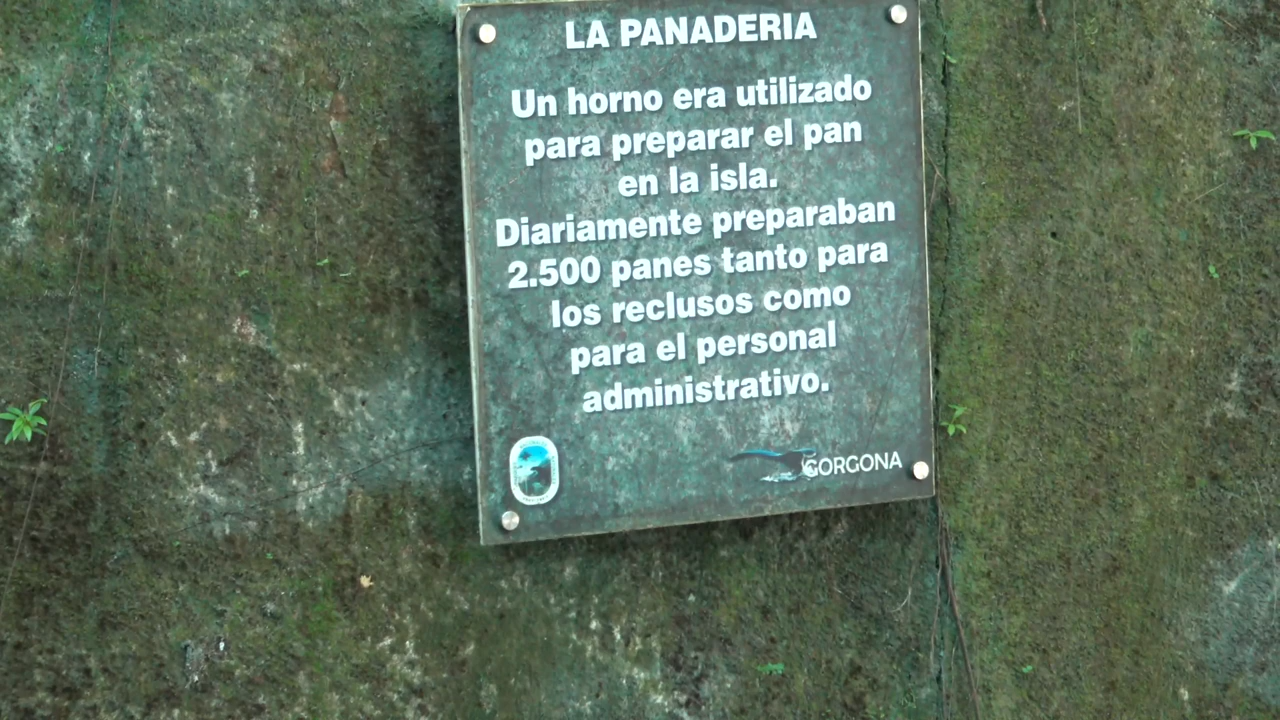 LA PANADERIA
Un horno era utilizado
para preparar el pan
en la isla.
Diariamente preparaban
2.500 panes tanto para
los reclusos como
para el personal
administrativo.
GORGONA